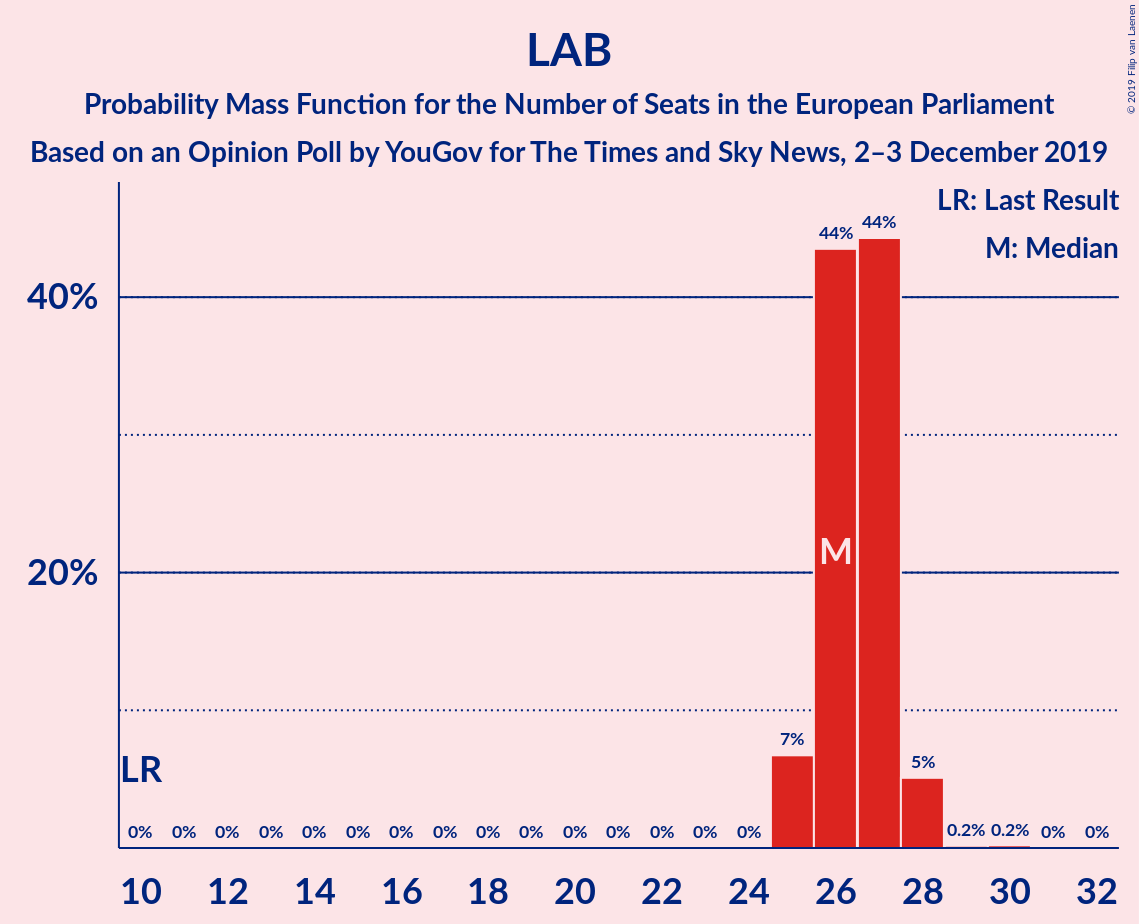 LAB
Probability Mass Function for the Number of Seats in the European Parliament
Based on an Opinion Poll by YouGov for The Times and Sky News, 2–3 December 2019
© 2019 Filip van Laenen
LR: Last Result
M: Median
44% 44%
40%
M
20%
7% 5%
LR
0% 0% 0% 0% 0% 0% 0% 0% 0% 0% 0% 0% 0% 0% 0% 0.2% 0.2% 0% 0%
10 12 14 16 18 20 22 24 26 28 30 32